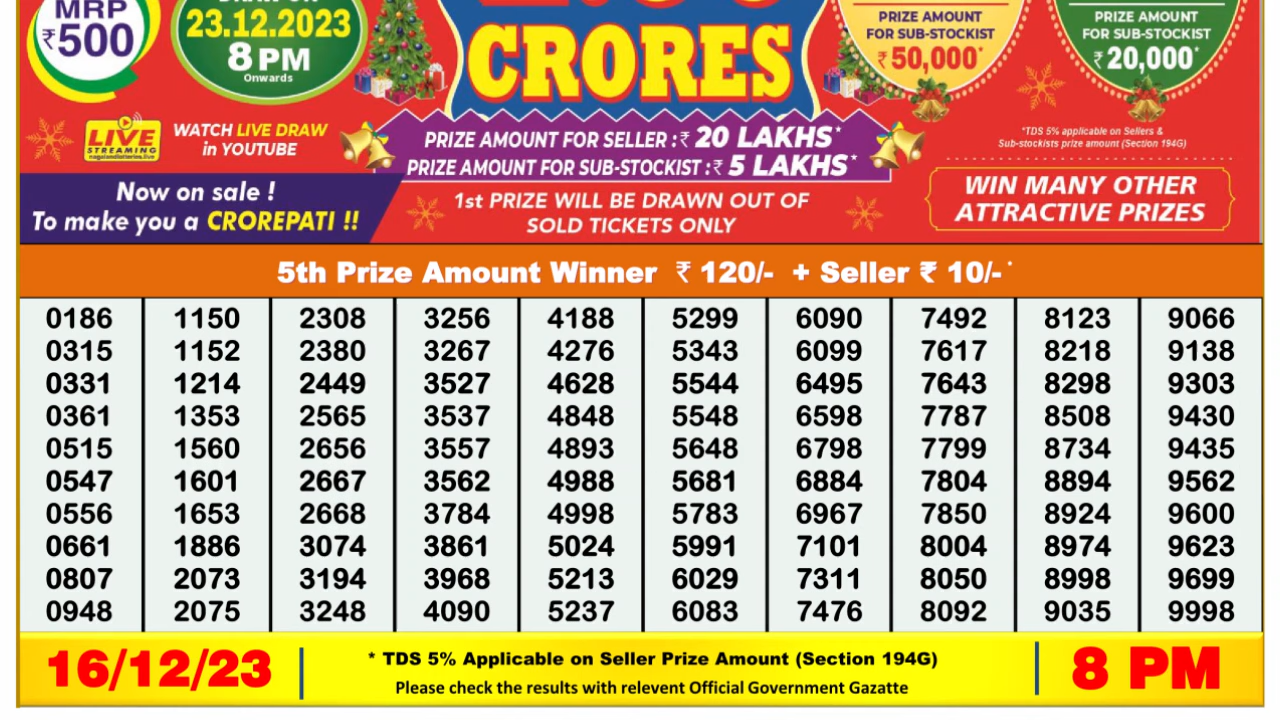 MRP
₹500
23.12.2023
8 PM
Onwards
CRORES
PRIZE AMOUNT
FOR SUB-STOCKIST
₹ 50,000*
PRIZE AMOUNT
FOR SUB-STOCKIST
₹ 20,000*
LIVE
STREAMING
nagalandlotteries.live
WATCH LIVE DRAW
in YOUTUBE
PRIZE AMOUNT FOR SELLER :₹ 20 LAKHS*
PRIZE AMOUNT FOR SUB-STOCKIST :₹ 5 LAKHS*
*TDS 5% applicable on Sellers &
Sub-stockists prize amount (Section 194G)
Now on sale !
To make you a CROREPATI !!
1st PRIZE WILL BE DRAWN OUT OF
SOLD TICKETS ONLY
WIN MANY OTHER
ATTRACTIVE PRIZES
5th Prize Amount Winner ₹ 120/- + Seller ₹ 10/-*
0186 1150 2308 3256 4188 5299 6090 7492 8123 9066
0315 1152 2380 3267 4276 5343 6099 7617 8218 9138
0331 1214 2449 3527 4628 5544 6495 7643 8298 9303
0361 1353 2565 3537 4848 5548 6598 7787 8508 9430
0515 1560 2656 3557 4893 5648 6798 7799 8734 9435
0547 1601 2667 3562 4988 5681 6884 7804 8894 9562
0556 1653 2668 3784 4998 5783 6967 7850 8924 9600
0661 1886 3074 3861 5024 5991 7101 8004 8974 9623
0807 2073 3194 3968 5213 6029 7311 8050 8998 9699
0948 2075 3248 4090 5237 6083 7476 8092 9035 9998
16/12/23
* TDS 5% Applicable on Seller Prize Amount (Section 194G)
Please check the results with relevent Official Government Gazatte
8 PM